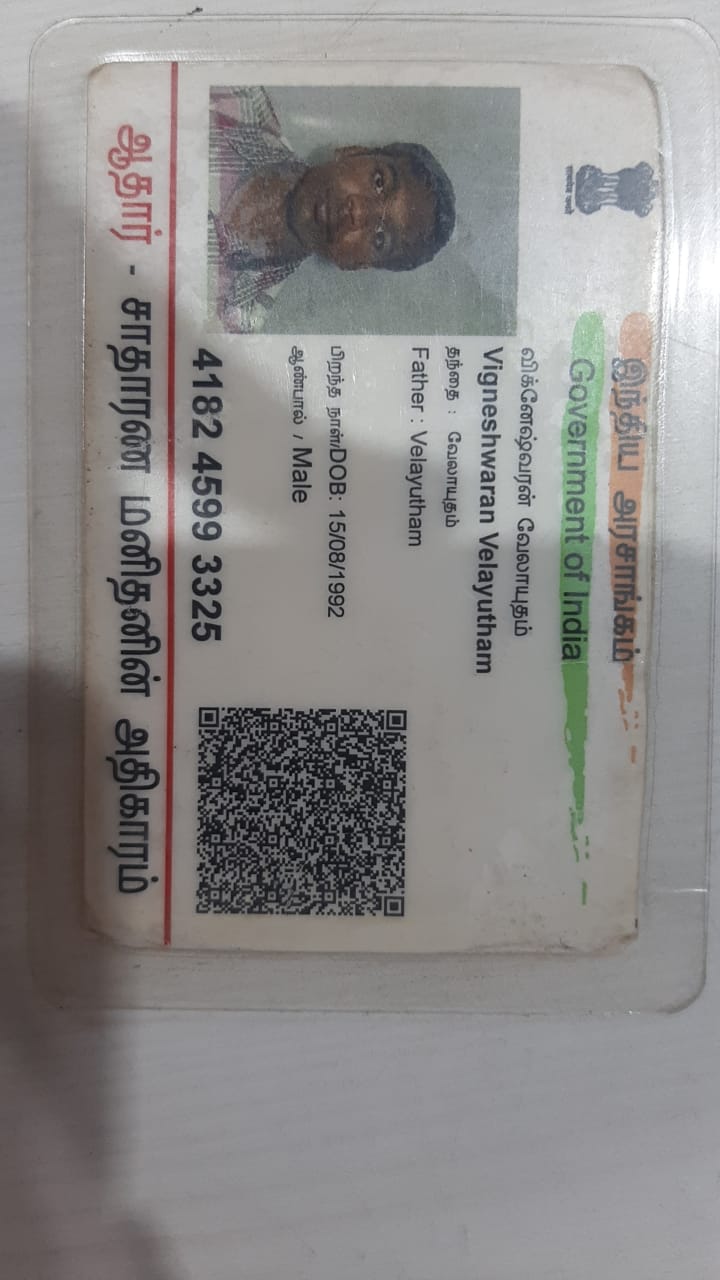 இந்திய அரசாங்கம்
Government of India
விக்னேஷ்வரன் வேலாயுதம்
Vigneshwaran Velayutham
தந்தை : வேலாயுதம்
Father : Velayutham
பிறந்த நாள்/DOB: 15/08/1992
ஆண்பால் / Male
4182 4599 3325
ஆதார் - சாதாரண மனிதனின் அதிகாரம்